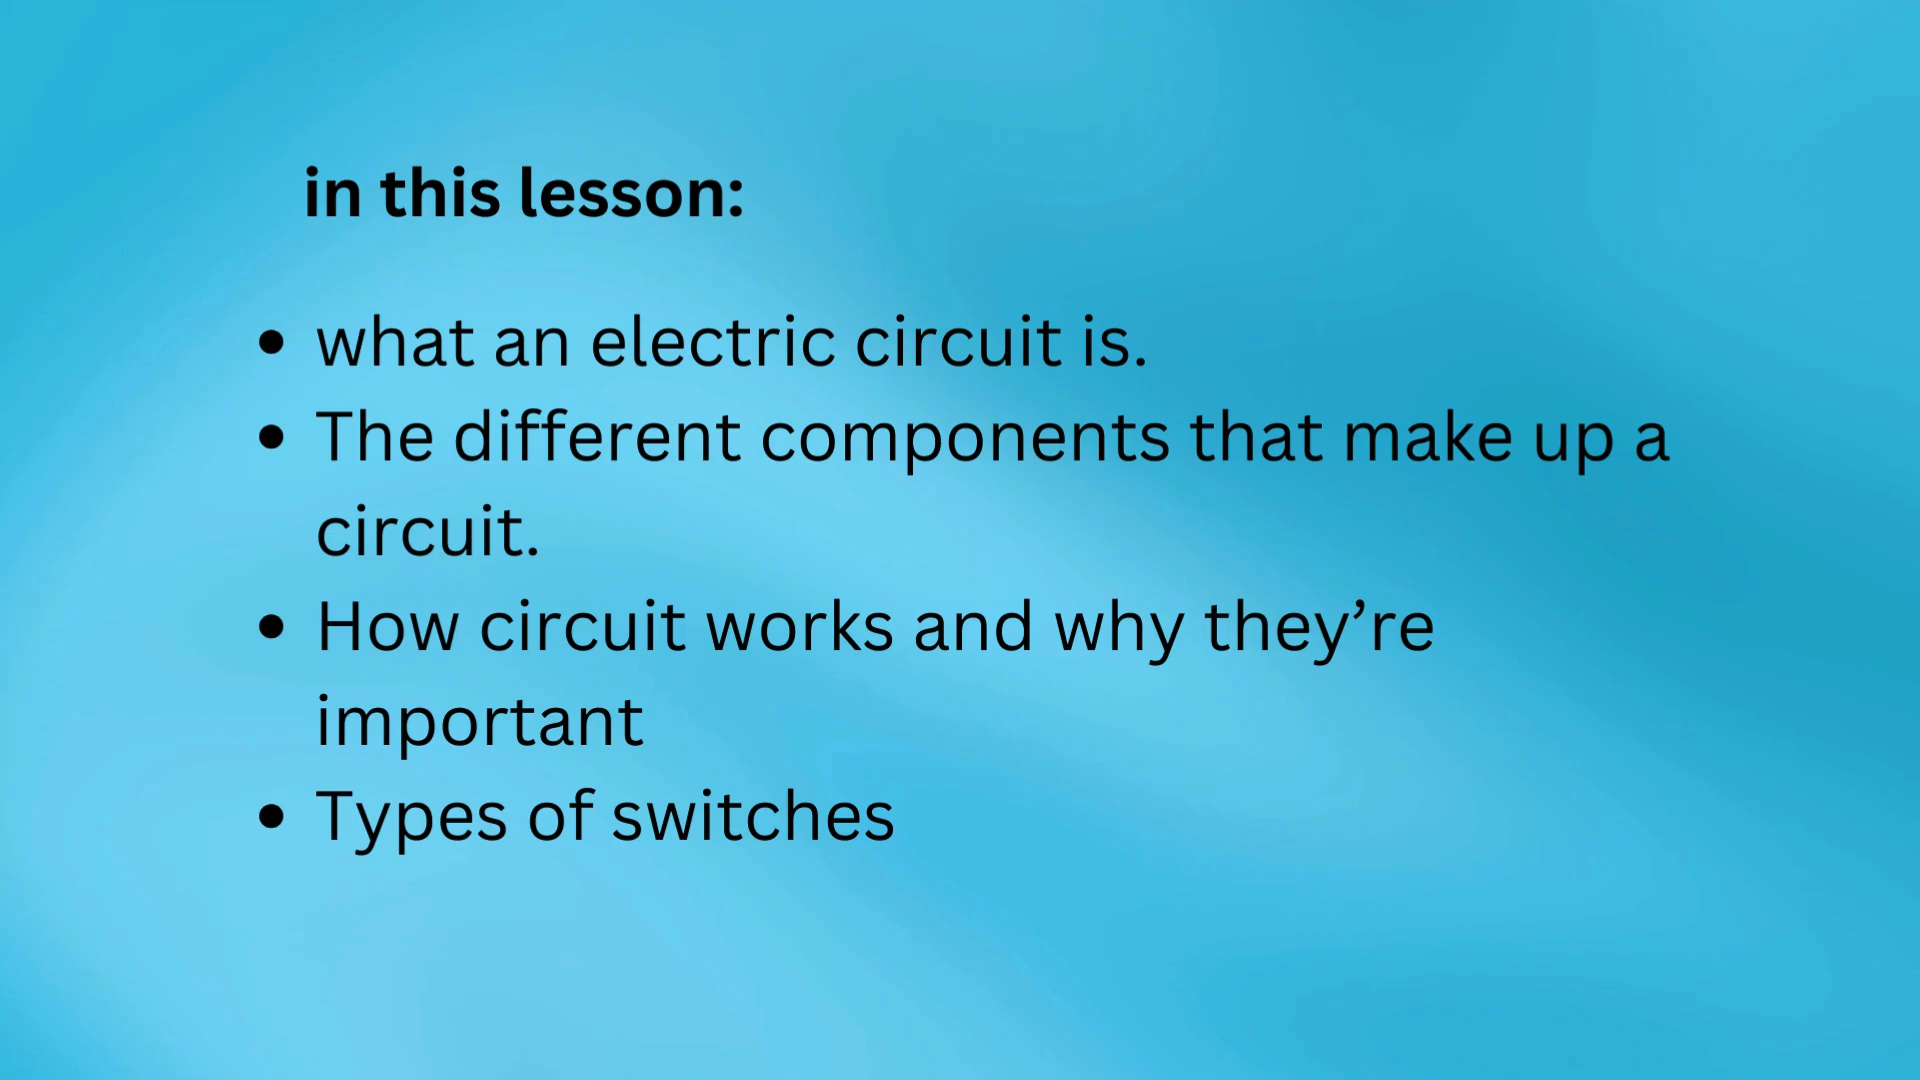 in this lesson:
• what an electric circuit is.
• The different components that make up a
circuit.
• How circuit works and why they’re
important
• Types of switches